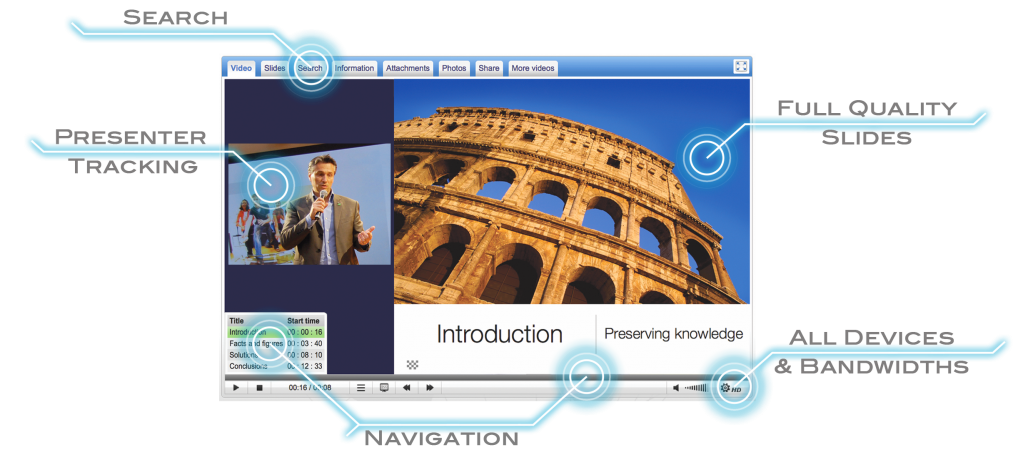 SEARCH
Video Slides Search Information Attachments Photos Share More videos
FULL QUALITY
SLIDES
PRESENTER
TRACKING
Title Start time
Introduction 00 : 00 : 16
Facts and figures 00 : 03 : 40
Solutions 00 : 08 : 10
Conclusions 00 : 12 : 33
Introduction
Preserving knowledge
ALL DEVICES
& BANDWIDTHS
00:16 /
HD
NAVIGATION